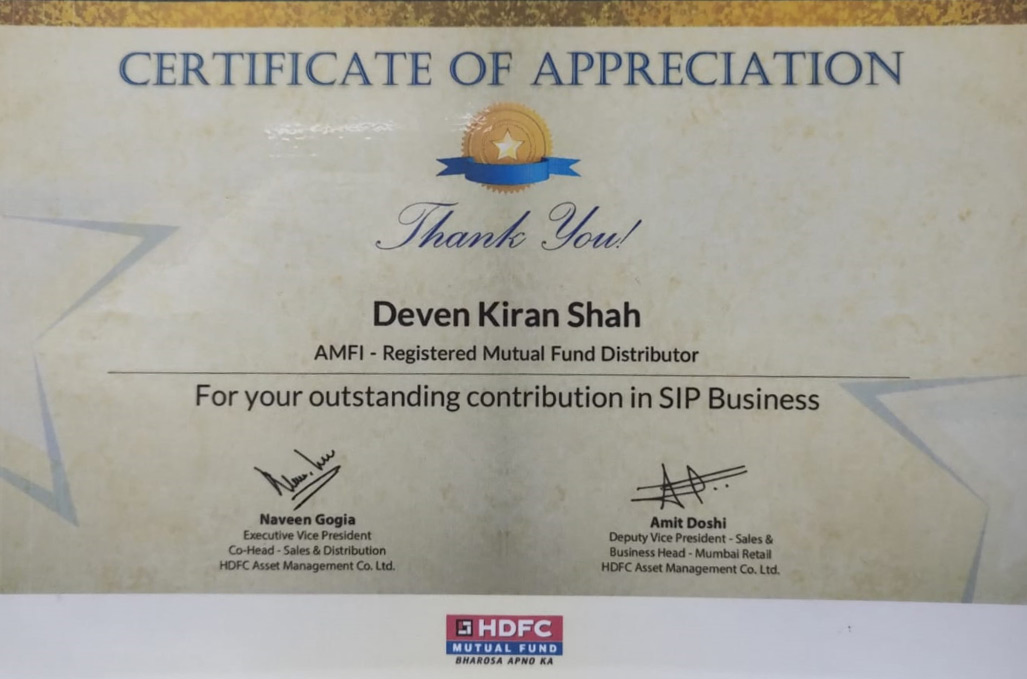 CERTIFICATE OF APPRECIATION
Thank You!
Deven Kiran Shah
AMFI - Registered Mutual Fund Distributor
For your outstanding contribution in SIP Business
Naveen Gogia
Executive Vice President
Co-Head - Sales & Distribution
HDFC Asset Management Co. Ltd.
Amit Doshi
Deputy Vice President - Sales &
Business Head - Mumbai Retail
HDFC Asset Management Co. Ltd.
HDFC
MUTUAL FUND
BHAROSA APNO KA